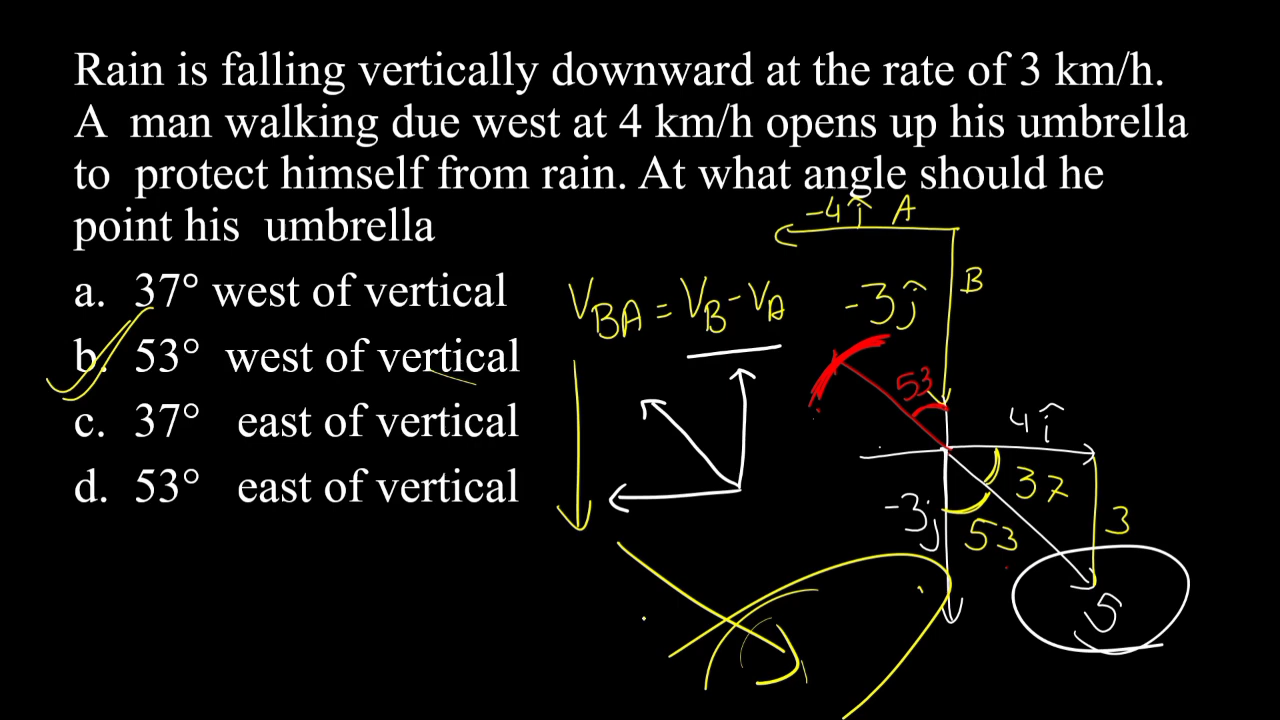 Rain is falling vertically downward at the rate of 3 km/h.
A man walking due west at 4 km/h opens up his umbrella
to protect himself from rain. At what angle should he
point his umbrella
a. 37° west of vertical
b. 53° west of vertical
c. 37° east of vertical
d. 53° east of vertical
-4î A
B
V_BA = V_B - V_A
-3ĵ
53
4î
37
-3j
53
3
5